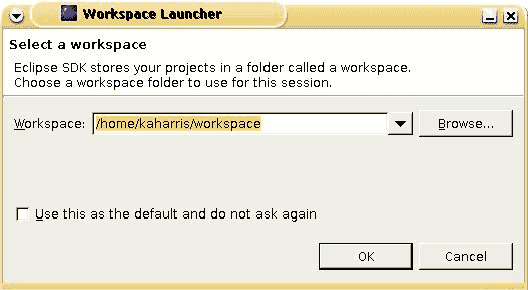 Workspace Launcher
Select a workspace
Eclipse SDK stores your projects in a folder called a workspace.
Choose a workspace folder to use for this session.
Workspace: /home/kaharris/workspace Browse...
Use this as the default and do not ask again
OK Cancel